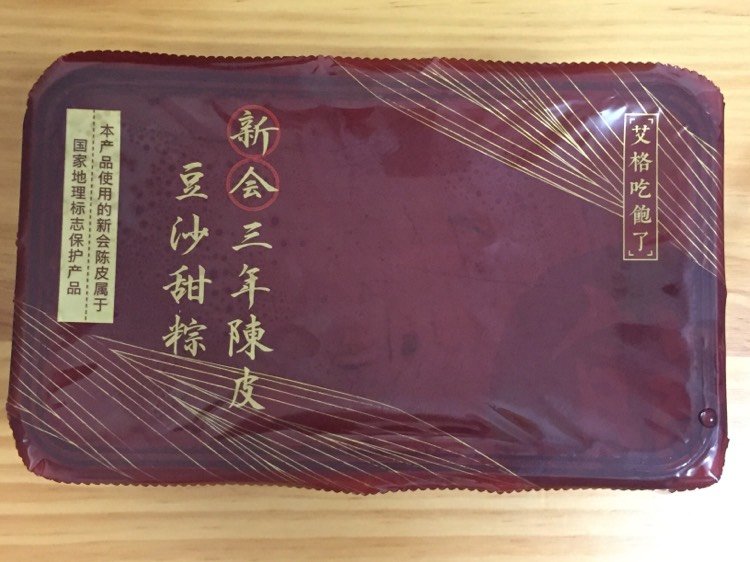 艾格吃飽了
新会三年陳皮
豆沙甜粽
本产品使用的新会陈皮属于
国家地理标志保护产品